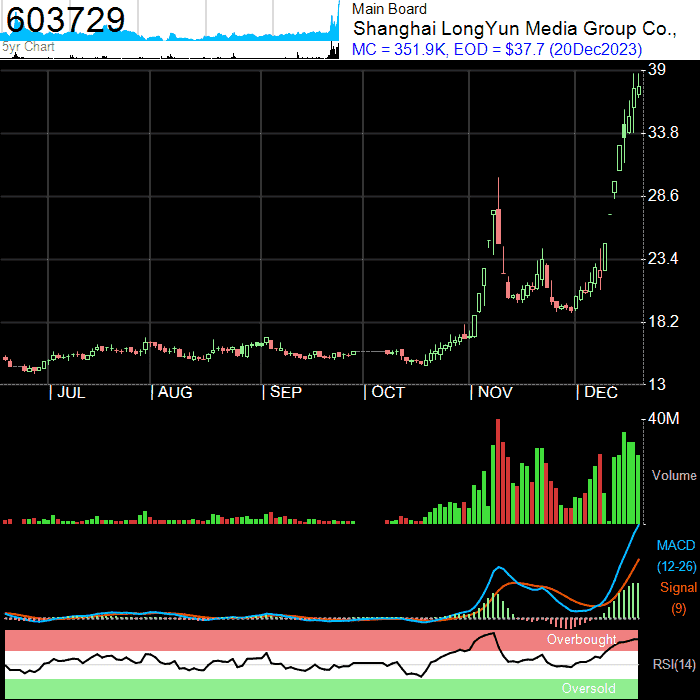 603729
5yr Chart
Main Board
Shanghai LongYun Media Group Co.,
MC = 351.9K, EOD = $37.7 (20Dec2023)
39
33.8
28.6
23.4
18.2
13
JUL
AUG
SEP
OCT
NOV
DEC
40M
Volume
MACD
(12-26)
Signal
(9)
Overbought
RSI(14)
Oversold